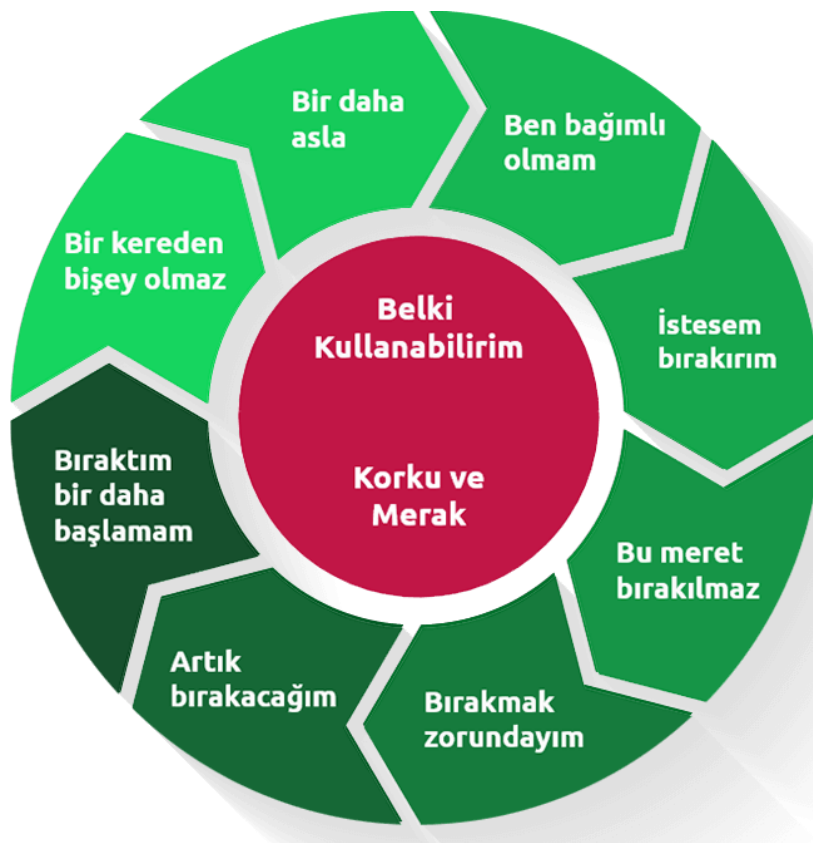 Bir daha
asla
Ben bağımlı
olmam
İstesem
bırakırım
Bu meret
bırakılmaz
Bırakmak
zorundayım
Artık
bırakacağım
Bıraktım
bir daha
başlamam
Bir kereden
bişey olmaz
Belki
Kullanabilirim
Korku ve
Merak